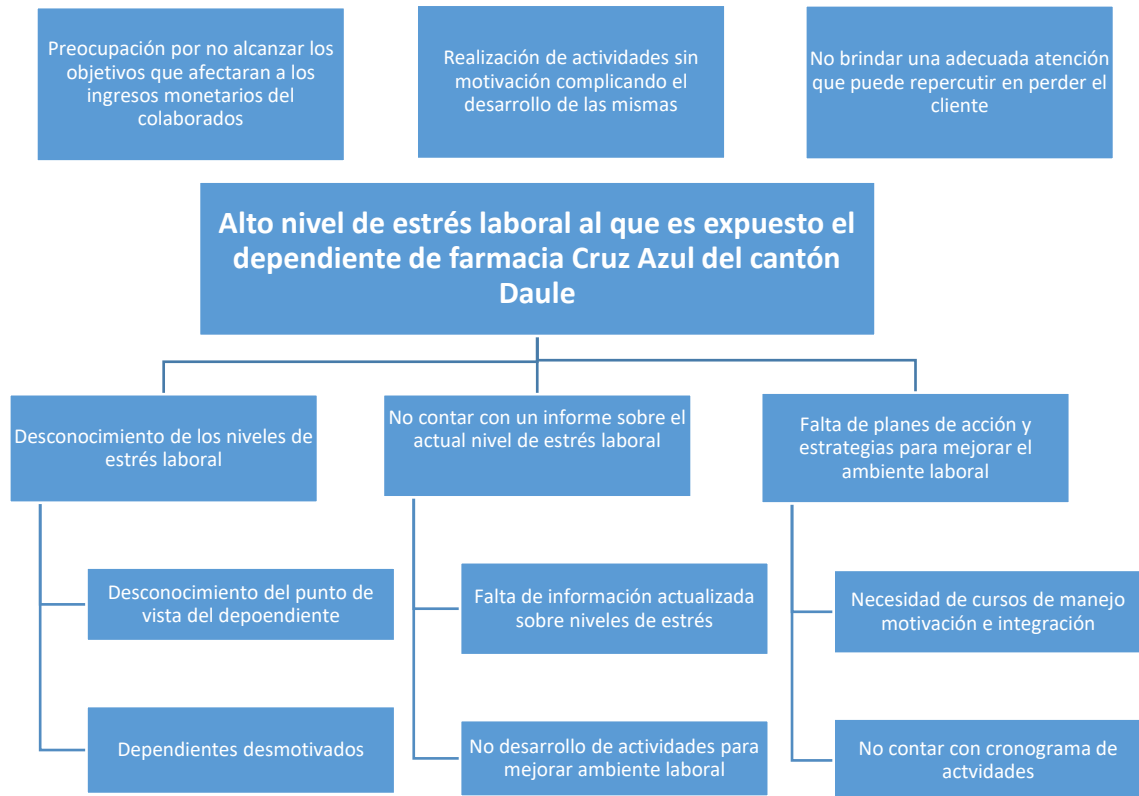 Preocupación por no alcanzar los
objetivos que afectaran a los
ingresos monetarios del
colaborados
Realización de actividades sin
motivación complicando el
desarrollo de las mismas
No brindar una adecuada atención
que puede repercutir en perder el
cliente
Alto nivel de estrés laboral al que es expuesto el
dependiente de farmacia Cruz Azul del cantón
Daule
Desconocimiento de los niveles de
estrés laboral
No contar con un informe sobre el
actual nivel de estrés laboral
Falta de planes de acción y
estrategias para mejorar el
ambiente laboral
Desconocimiento del punto de
vista del depoendiente
Falta de información actualizada
sobre niveles de estrés
Necesidad de cursos de manejo
motivación e integración
Dependientes desmotivados
No desarrollo de actividades para
mejorar ambiente laboral
No contar con cronograma de
actvidades